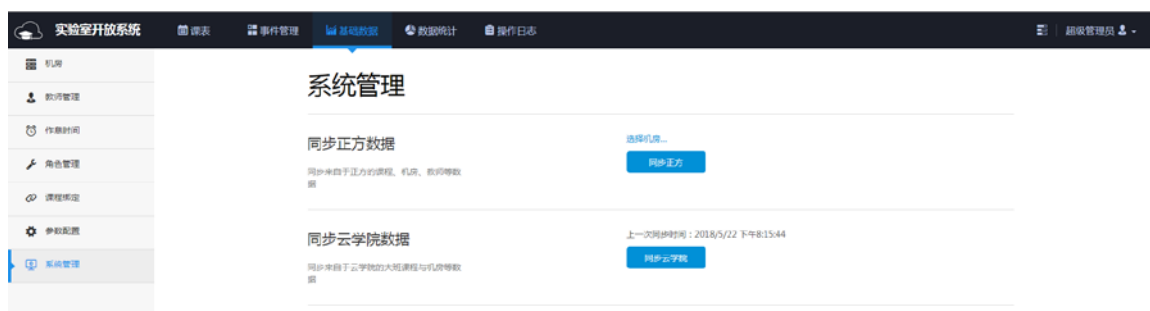 实验室开放系统 课表 事件管理 基础数据 数据统计 操作日志 超级管理员
机房
教师管理
作息时间
角色管理
课程绑定
参数配置
系统管理
系统管理
同步正方数据
同步来自于正方的课程、机房、教师等数
据
选择机房...
同步正方
同步云学院数据
同步来自于云学院的大班课程与机房等数
据
上一次同步时间：2018/5/22 下午8:15:44
同步云学院